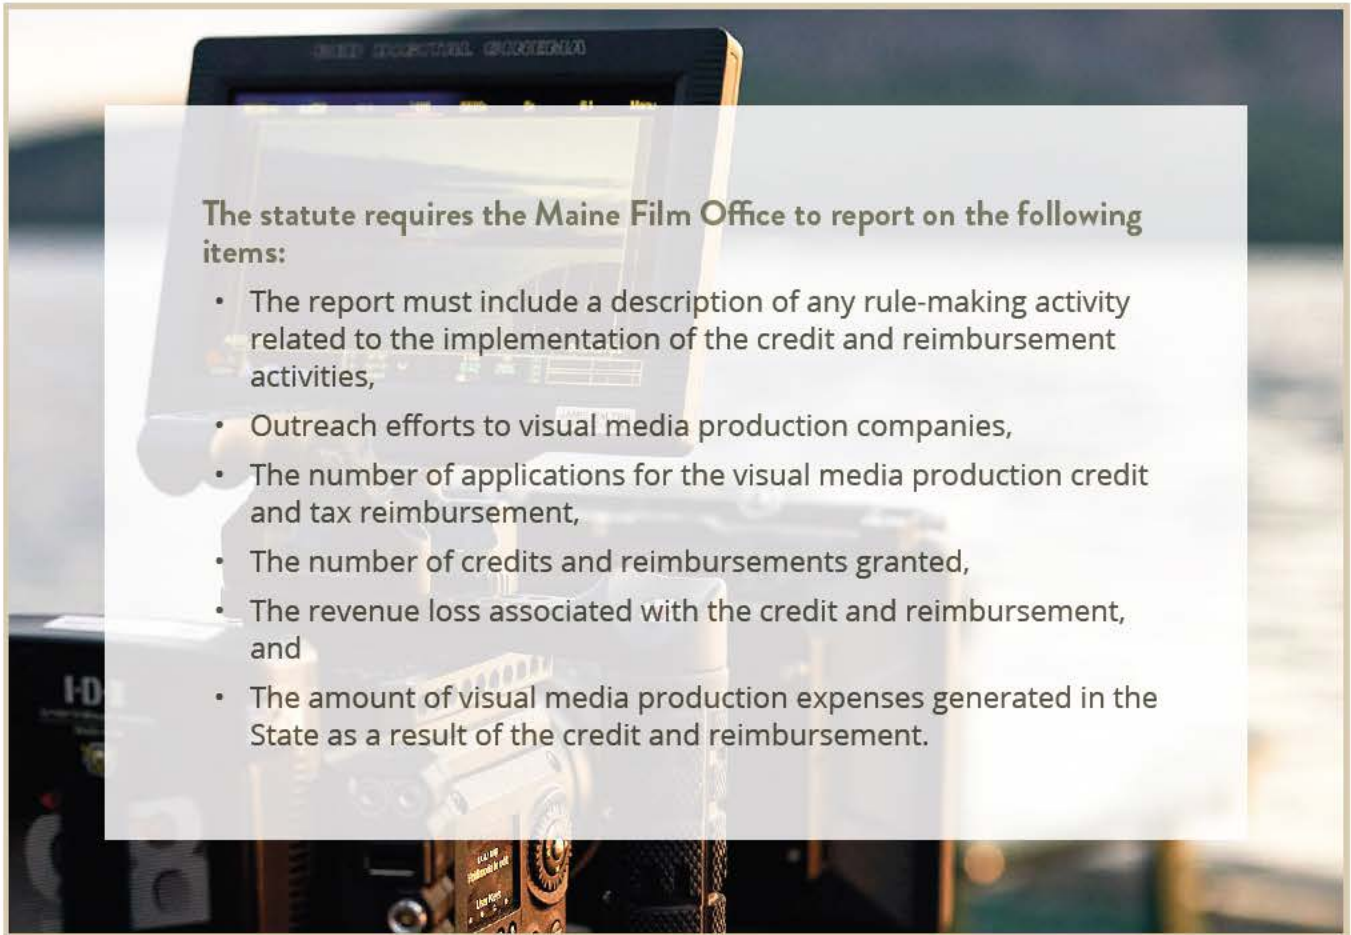 RED DIGITAL CINEMA
The statute requires the Maine Film Office to report on the following
items:
• The report must include a description of any rule-making activity
related to the implementation of the credit and reimbursement
activities,
• Outreach efforts to visual media production companies,
• The number of applications for the visual media production credit
and tax reimbursement,
• The number of credits and reimbursements granted,
• The revenue loss associated with the credit and reimbursement,
and
• The amount of visual media production expenses generated in the
State as a result of the credit and reimbursement.